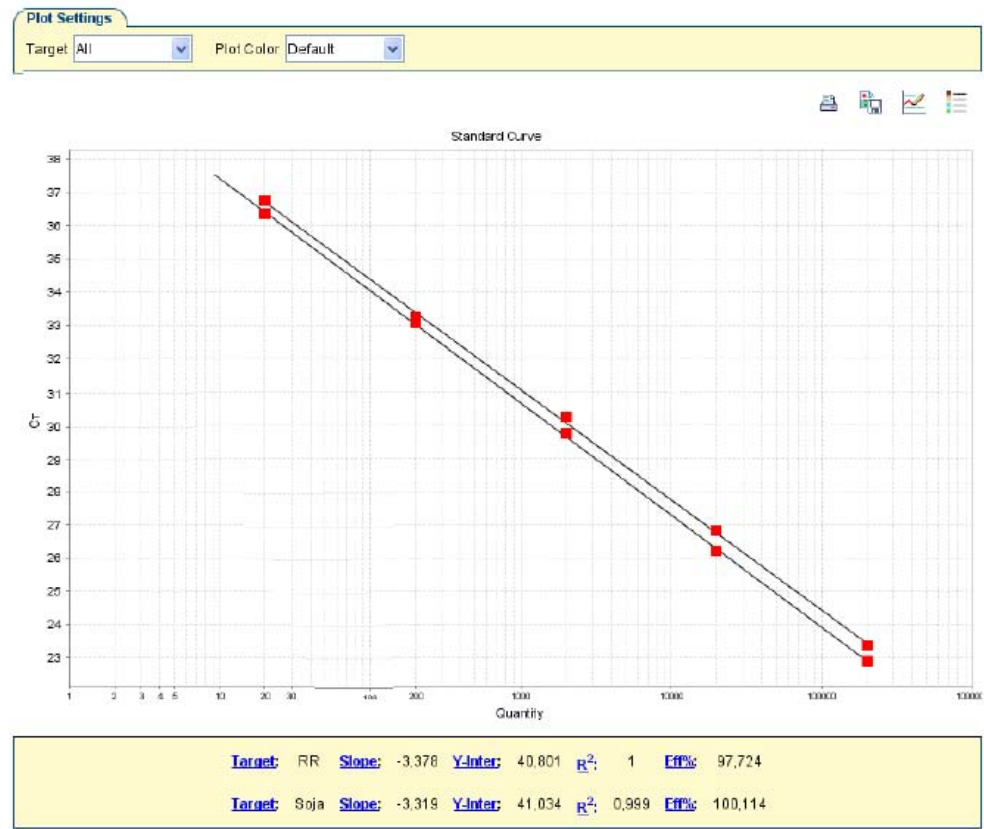 Plot Settings
Target All Plot Color Default
Standard Curve
38
37
36
35
34
33
32
31
30
29
28
27
26
25
24
23
CT
1 2 3 4 5 10 20 30 100 200 1000 10000 100000 10000
Quantity
Target: RR Slope: -3,378 Y-Inter: 40,801 R²: 1 Eff%: 97,724
Target: Soja Slope: -3,319 Y-Inter: 41,034 R²: 0,999 Eff%: 100,114